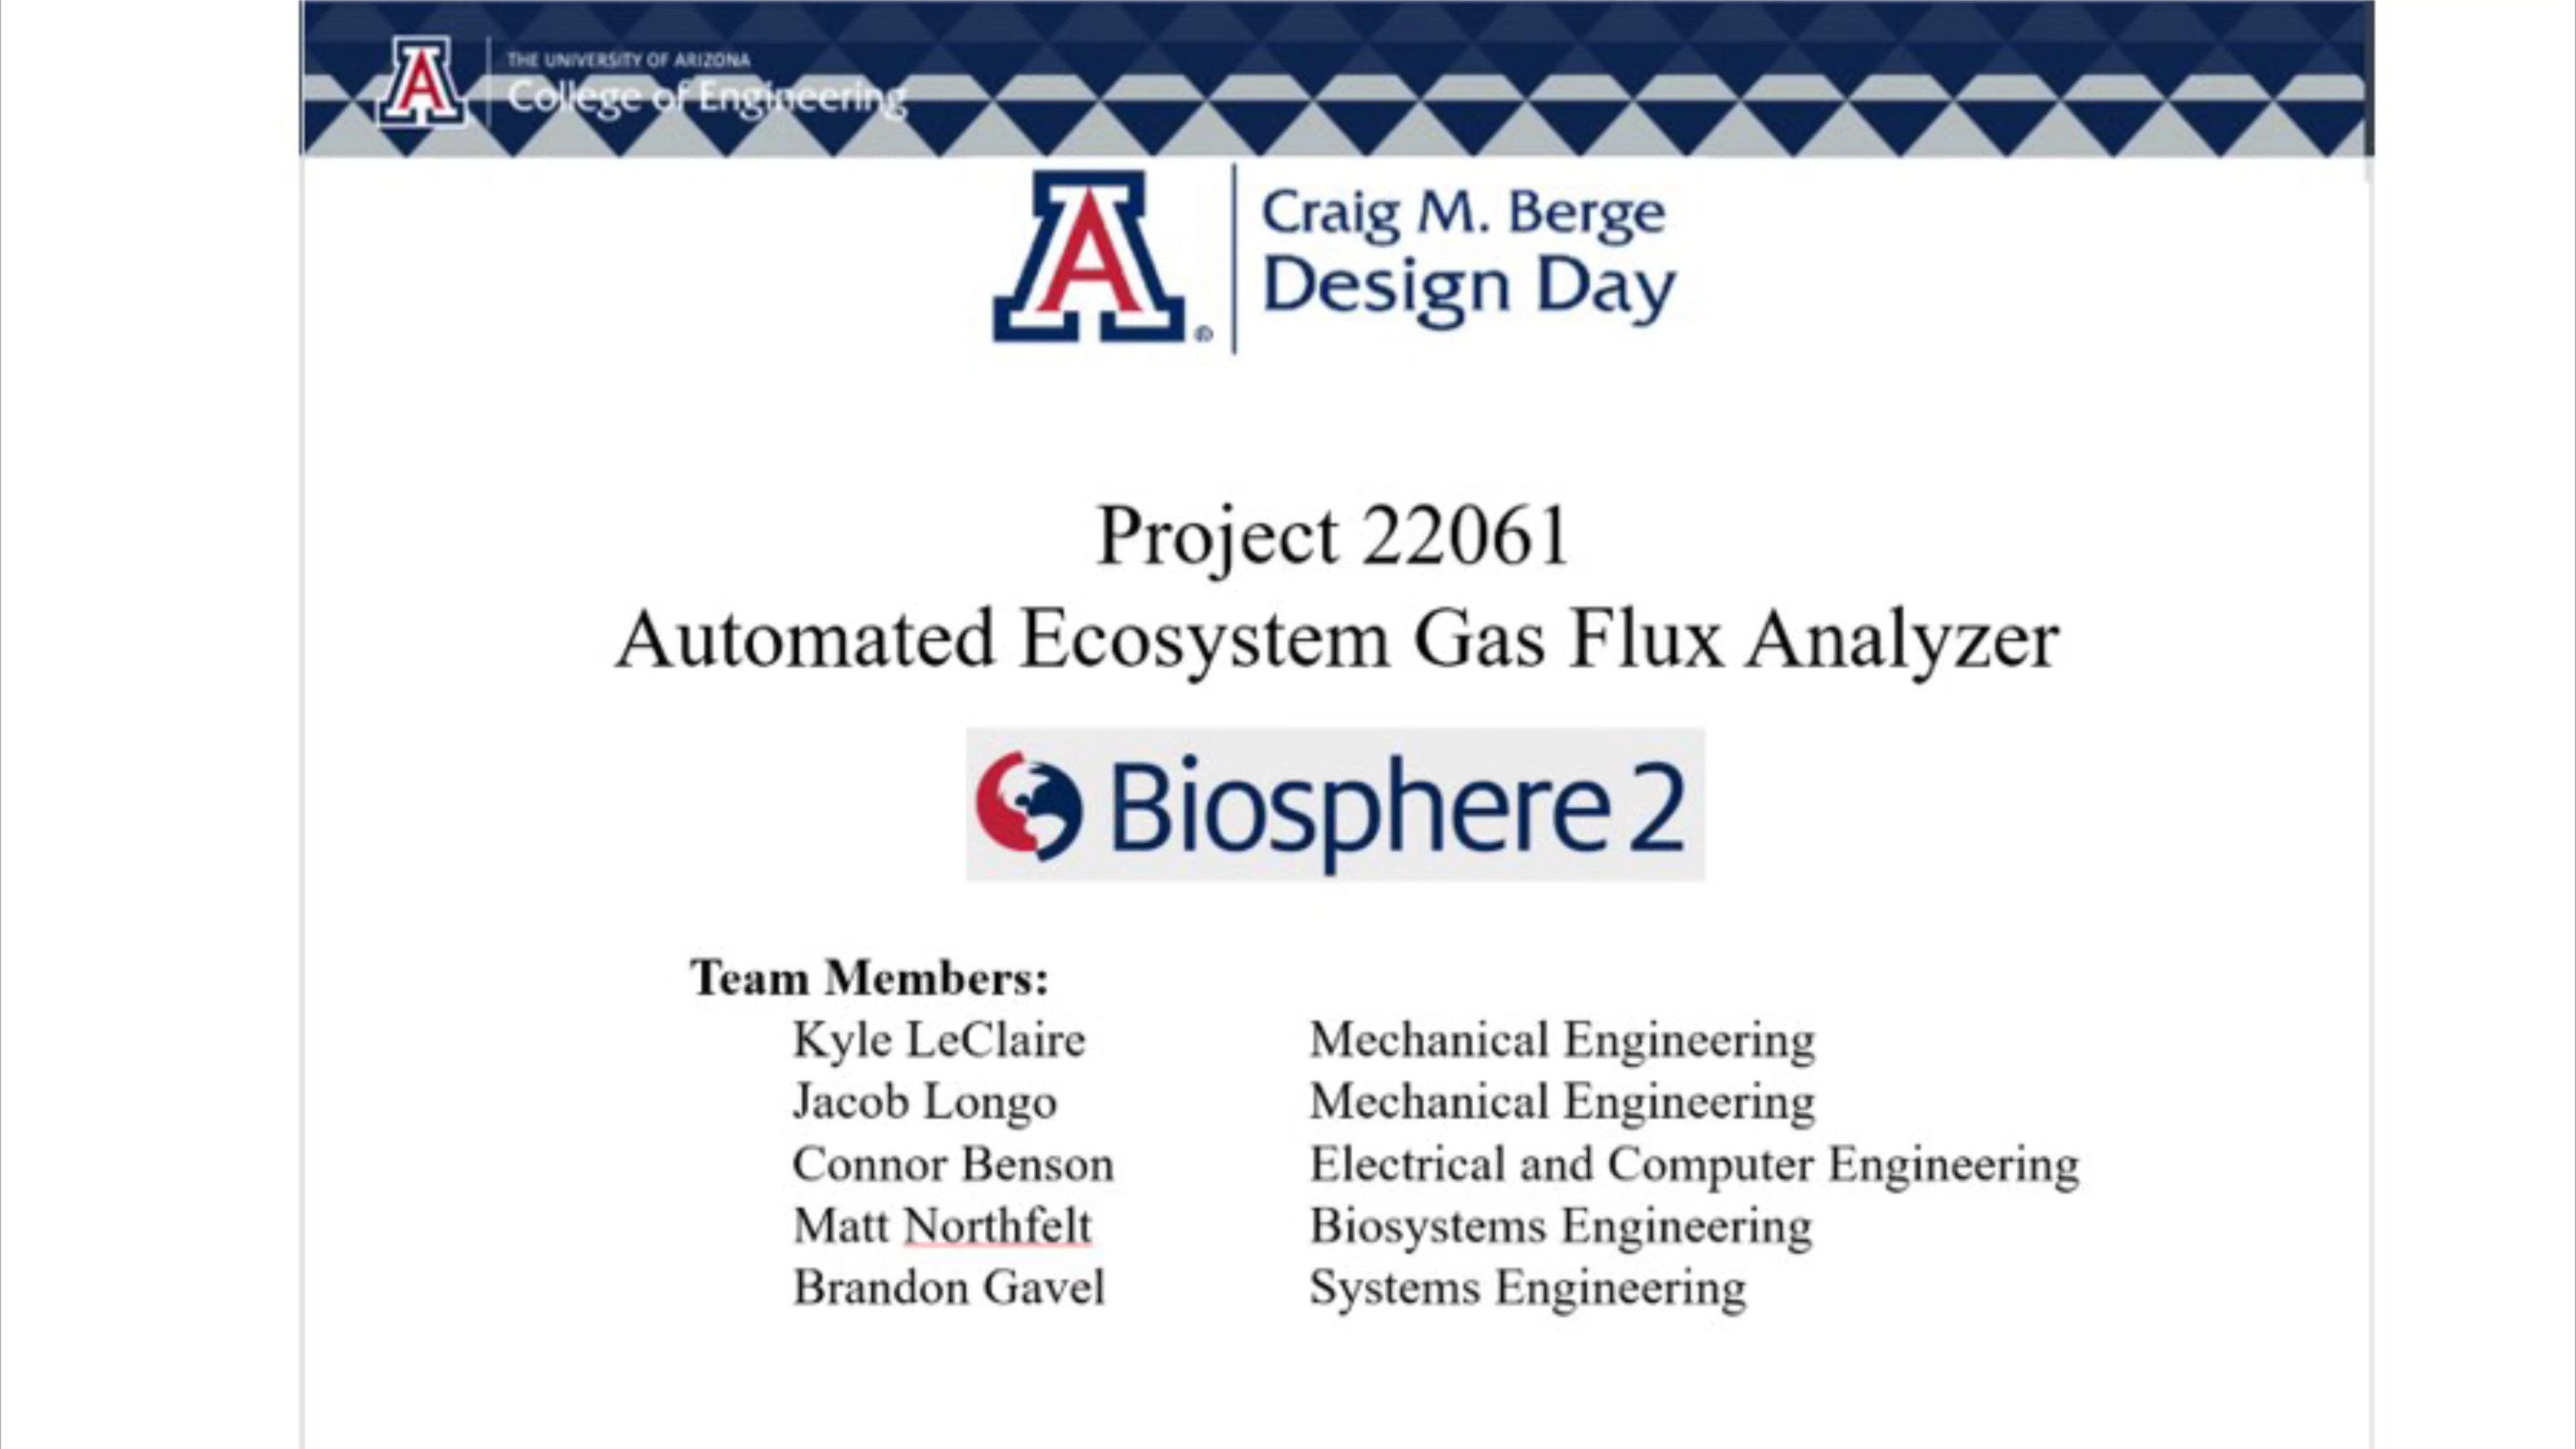 THE UNIVERSITY OF ARIZONA
College of Engineering
Craig M. Berge
Design Day
Project 22061
Automated Ecosystem Gas Flux Analyzer
Biosphere 2
Team Members:
Kyle LeClaire Mechanical Engineering
Jacob Longo Mechanical Engineering
Connor Benson Electrical and Computer Engineering
Matt Northfelt Biosystems Engineering
Brandon Gavel Systems Engineering